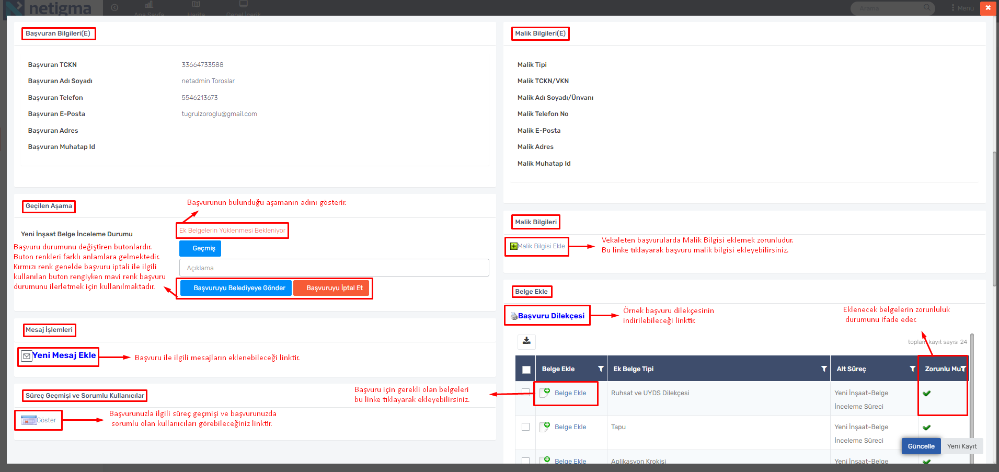 netigma
Ana Sayfa
Harita
Genel İçerik
Arama
Menü
Başvuran Bilgileri(E)
Başvuran TCKN 33664733588
Başvuran Adı Soyadı netadmin Toroslar
Başvuran Telefon 5546213673
Başvuran E-Posta tugrulzoroglu@gmail.com
Başvuran Adres
Başvuran Muhatap Id
Malik Bilgileri(E)
Malik Tipi
Malik TCKN/VKN
Malik Adı Soyadı/Ünvanı
Malik Telefon No
Malik E-Posta
Malik Adres
Malik Muhatap Id
Geçilen Aşama
Başvurunun bulunduğu aşamanın adını gösterir.
Yeni İnşaat Belge İnceleme Durumu
Ek Belgelerin Yüklenmesi Bekleniyor
Geçmiş
Açıklama
Başvuruyu Belediyeye Gönder
Başvuruyu İptal Et
Başvuru durumunu değiştiren butonlardır.
Buton renkleri farklı anlamlara gelmektedir.
Kırmızı renk genelde başvuru iptali ile ilgili
kullanılan buton rengiyken mavi renk başvuru
durumunu ilerletmek için kullanılmaktadır.
Mesaj İşlemleri
Yeni Mesaj Ekle
Başvuru ile ilgili mesajların eklenebileceği linktir.
Süreç Geçmişi ve Sorumlu Kullanıcılar
Göster
Başvurunuzla ilgili süreç geçmişi ve başvurunuzda
sorumlu olan kullanıcıları görebileceğiniz linktir.
Malik Bilgileri
Malik Bilgisi Ekle
Vekaleten başvurularda Malik Bilgisi eklemek zorunludur.
Bu linke tıklayarak başvuru malik bilgisi ekleyebilirsiniz.
Belge Ekle
Başvuru Dilekçesi
Örnek başvuru dilekçesinin
indirilebileceği linktir.
Eklenecek belgelerin zorunluluk
durumunu ifade eder.
toplam kayıt sayısı 24
Belge Ekle Ek Belge Tipi Alt Süreç Zorunlu Mu
Başvuru için gerekli olan belgeleri
bu linke tıklayarak ekleyebilirsiniz.
Belge Ekle Ruhsat ve UYDS Dilekçesi Yeni İnşaat-Belge
İnceleme Süreci
Belge Ekle Tapu Yeni İnşaat-Belge
İnceleme Süreci
Belge Ekle Aplikasyon Krokisi Yeni İnşaat-Belge
Güncelle
Yeni Kayıt